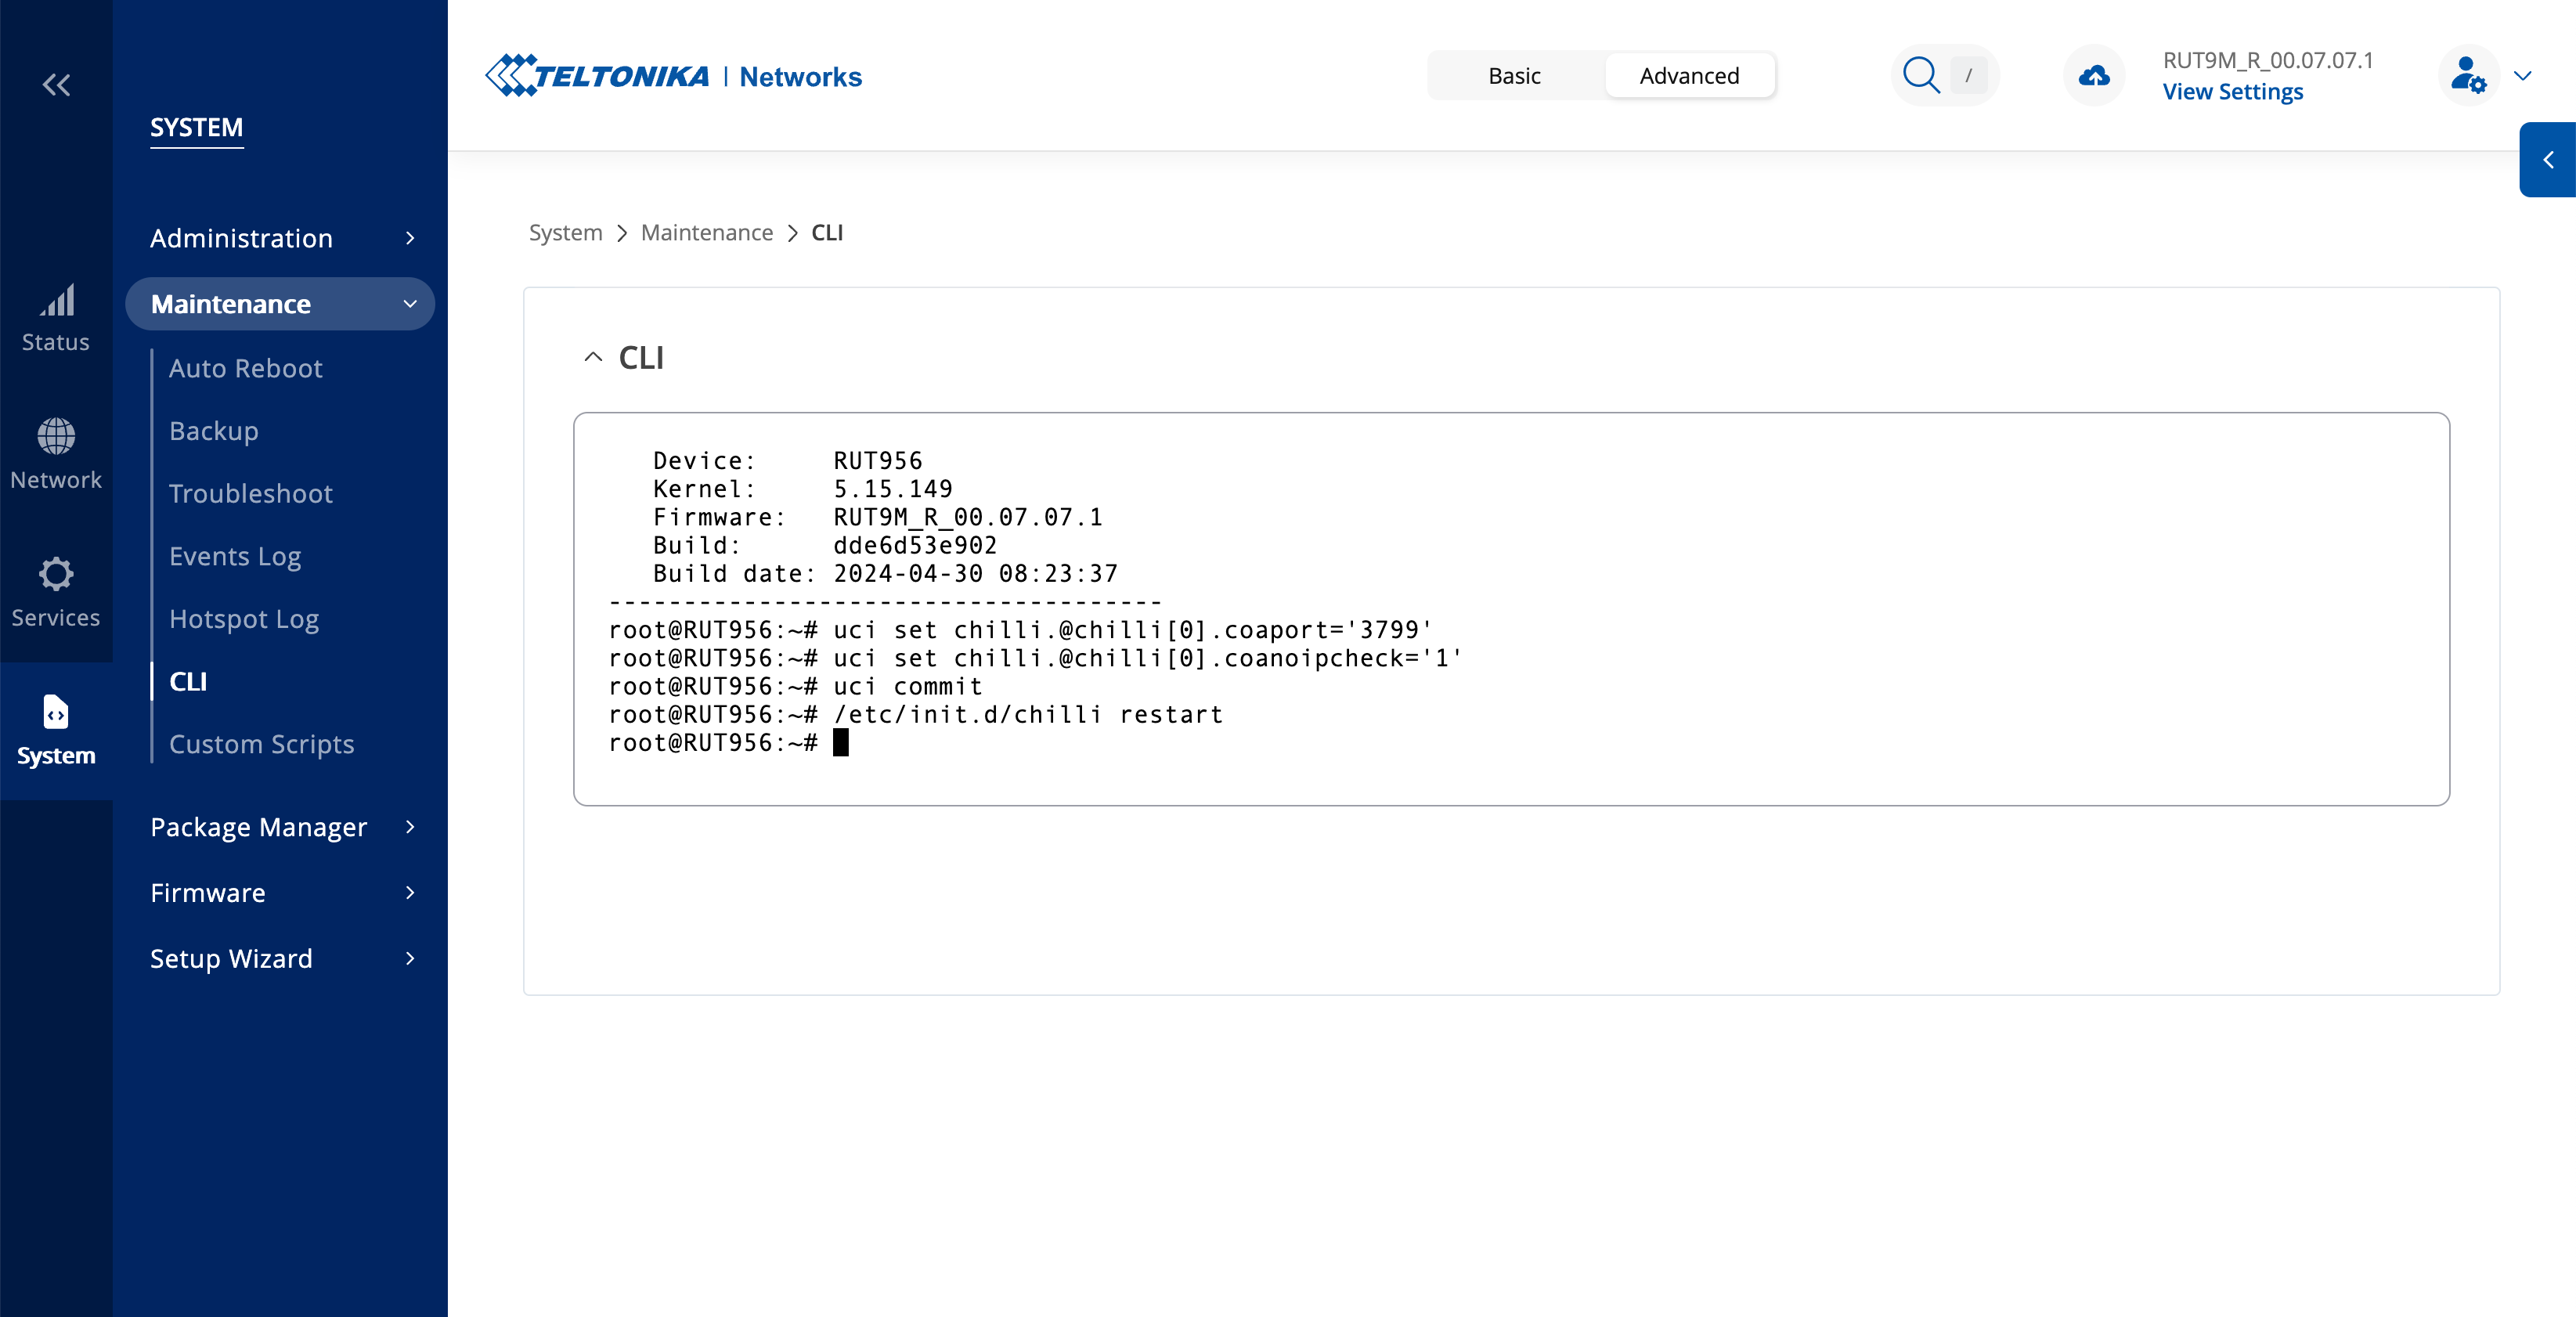 SYSTEM
Administration
Maintenance
Auto Reboot
Backup
Troubleshoot
Events Log
Hotspot Log
CLI
Custom Scripts
Package Manager
Firmware
Setup Wizard
Status
Network
Services
System
TELTONIKA | Networks
Basic
Advanced
/
RUT9M_R_00.07.07.1
View Settings
System > Maintenance > CLI
CLI
Device: RUT956
Kernel: 5.15.149
Firmware: RUT9M_R_00.07.07.1
Build: dde6d53e902
Build date: 2024-04-30 08:23:37
-------------------------------------
root@RUT956:~# uci set chilli.@chilli[0].coaport='3799'
root@RUT956:~# uci set chilli.@chilli[0].coanoipcheck='1'
root@RUT956:~# uci commit
root@RUT956:~# /etc/init.d/chilli restart
root@RUT956:~#